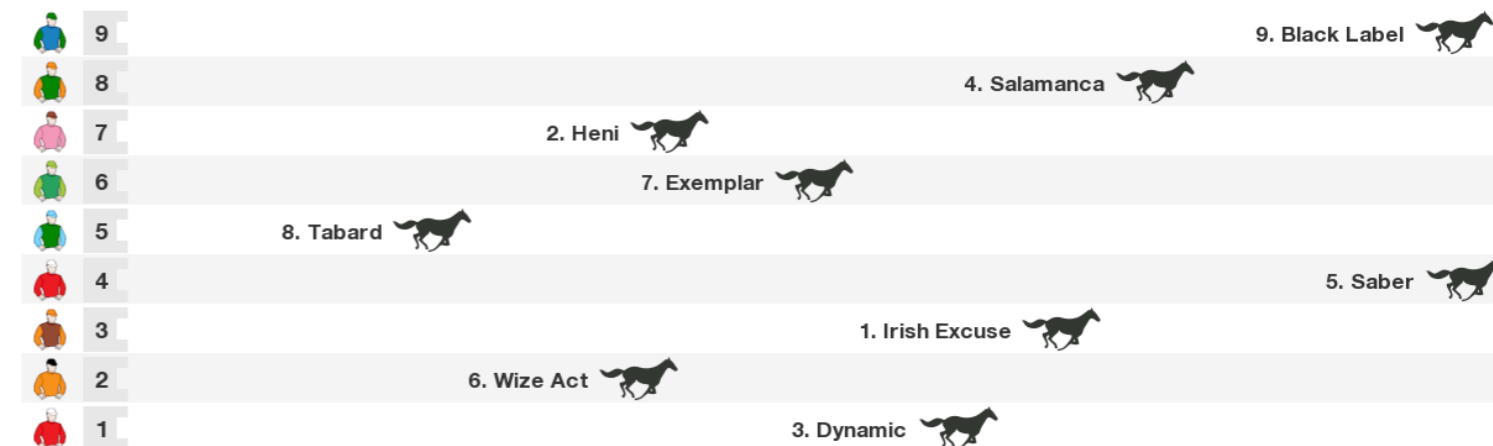 9 9. Black Label
8 4. Salamanca
7 2. Heni
6 7. Exemplar
5 8. Tabard
4 5. Saber
3 1. Irish Excuse
2 6. Wize Act
1 3. Dynamic